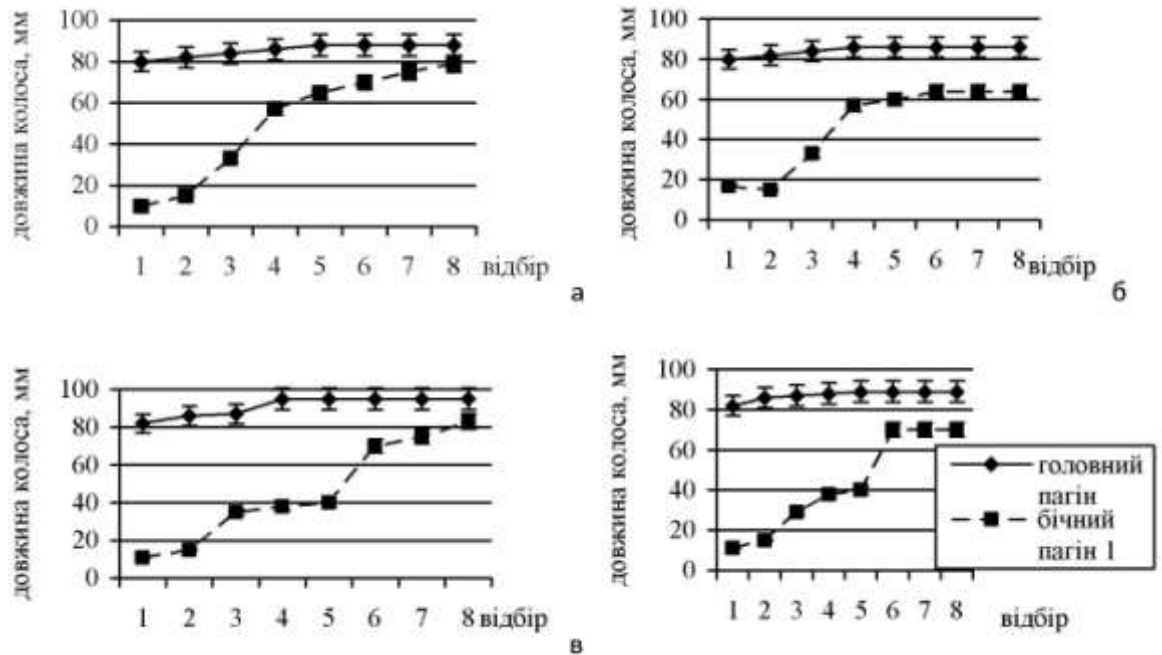 довжина колоса, мм
100
80
60
40
20
0
1 2 3 4 5 6 7 8 відбір
а
довжина колоса, мм
100
80
60
40
20
0
1 2 3 4 5 6 7 8 відбір
б
довжина колоса, мм
100
80
60
40
20
0
1 2 3 4 5 6 7 8 відбір
в
довжина колоса, мм
100
80
60
40
20
0
1 2 3 4 5 6 7 8 відбір
головний
пагін
бічний
пагін 1